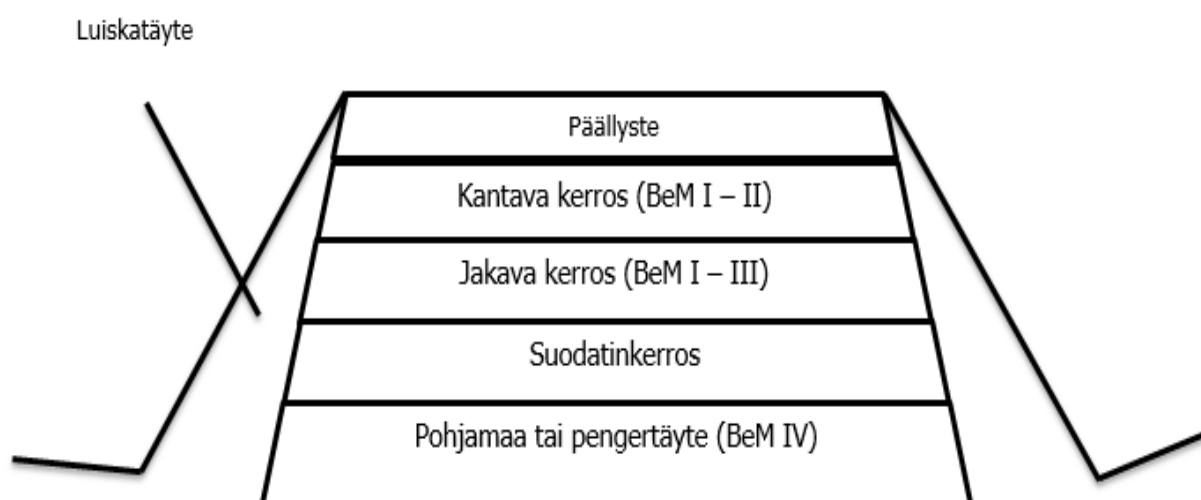 Luiskatäyte
Päällyste
Kantava kerros (BeM I – II)
Jakava kerros (BeM I – III)
Suodatinkerros
Pohjamaa tai pengertäyte (BeM IV)